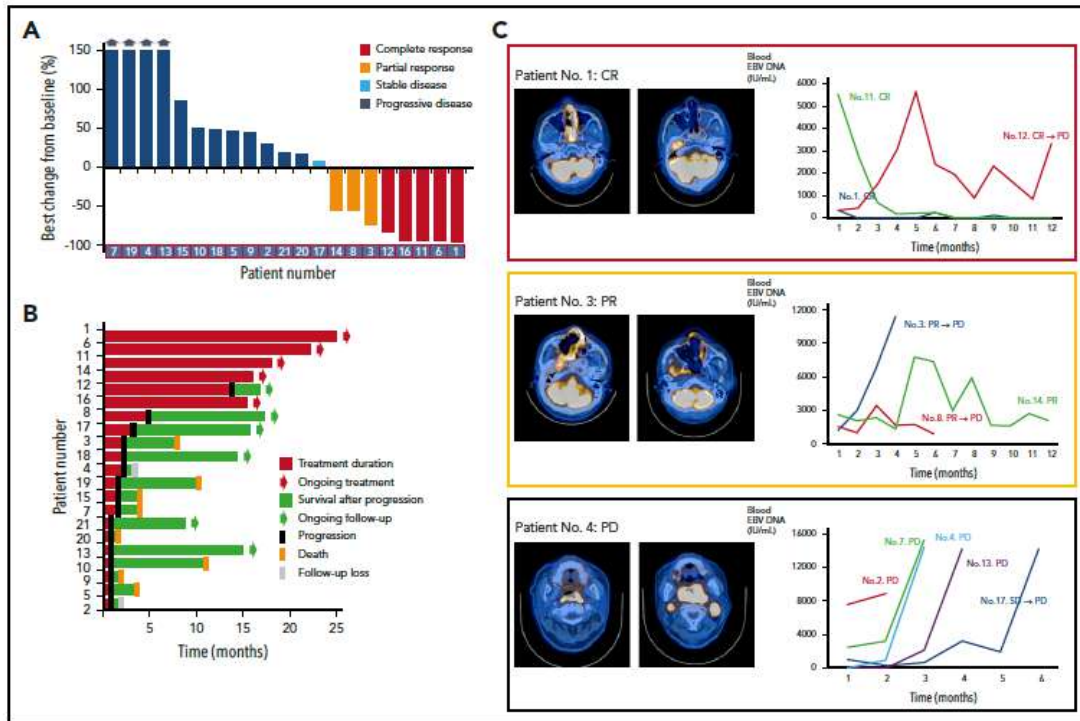 A
Best change from baseline (%)
150
100
50
0
-50
-100
Complete response
Partial response
Stable disease
Progressive disease
7 19 4 13 15 10 18 5 9 2 21 20 17 14 8 3 12 16 11 6 1
Patient number
B
Patient number
1
6
11
14
12
16
8
17
3
18
4
19
15
7
21
20
13
10
9
5
2
Treatment duration
Ongoing treatment
Survival after progression
Ongoing follow-up
Progression
Death
Follow-up loss
5 10 15 20 25
Time (months)
C
Patient No. 1: CR
Blood
EBV DNA
(IU/mL)
6000
5000
4000
3000
2000
1000
0
No.11. CR
No.12. CR → PD
No.1. CR
1 2 3 4 5 6 7 8 9 10 11 12
Time (months)
Patient No. 3: PR
Blood
EBV DNA
(IU/mL)
12000
9000
6000
3000
0
No.3. PR → PD
No.14. PR
No.8. PR → PD
1 2 3 4 5 6 7 8 9 10 11 12
Time (months)
Patient No. 4: PD
Blood
EBV DNA
(IU/mL)
16000
12000
8000
4000
0
No.7. PD
No.4. PD
No.2. PD
No.13. PD
No.17. SD → PD
1 2 3 4 5 6
Time (months)